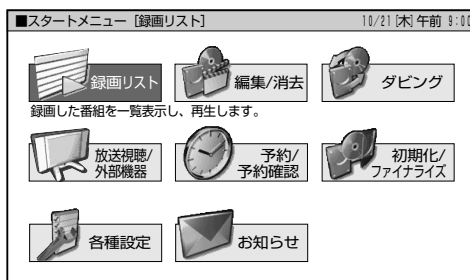 ■スタートメニュー [録画リスト]
10/21 [木] 午前 9:00
録画リスト
編集/消去
ダビング
録画した番組を一覧表示し、再生します。
放送視聴/
外部機器
予約/
予約確認
初期化/
ファイナライズ
各種設定
お知らせ